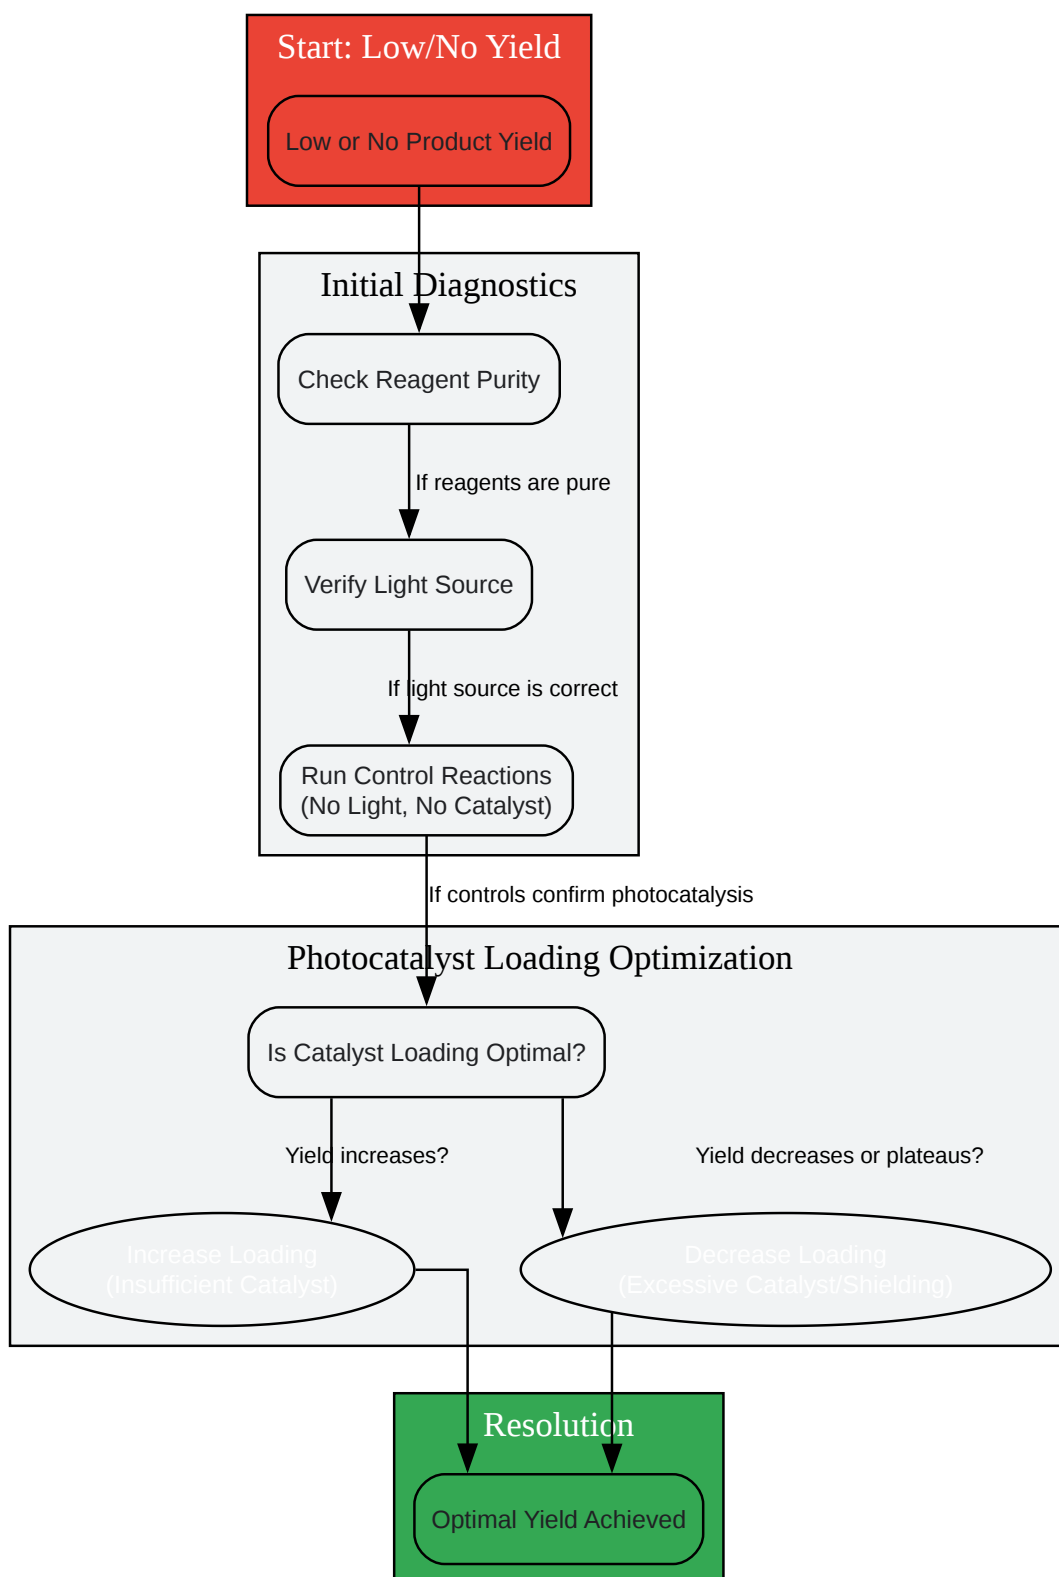 Start: Low/No Yield
Low or No Product Yield
Initial Diagnostics
Check Reagent Purity
If reagents are pure
Verify Light Source
If light source is correct
Run Control Reactions
(No Light, No Catalyst)
If controls confirm photocatalysis
Photocatalyst Loading Optimization
Is Catalyst Loading Optimal?
Yield increases?
Yield decreases or plateaus?
Increase Loading
(Insufficient Catalyst)
Decrease Loading
(Excessive Catalyst/Shielding)
Resolution
Optimal Yield Achieved